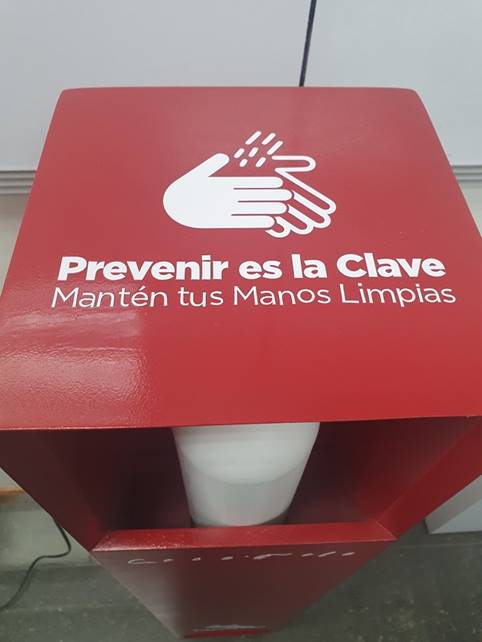 Prevenir es la Clave
Mantén tus Manos Limpias